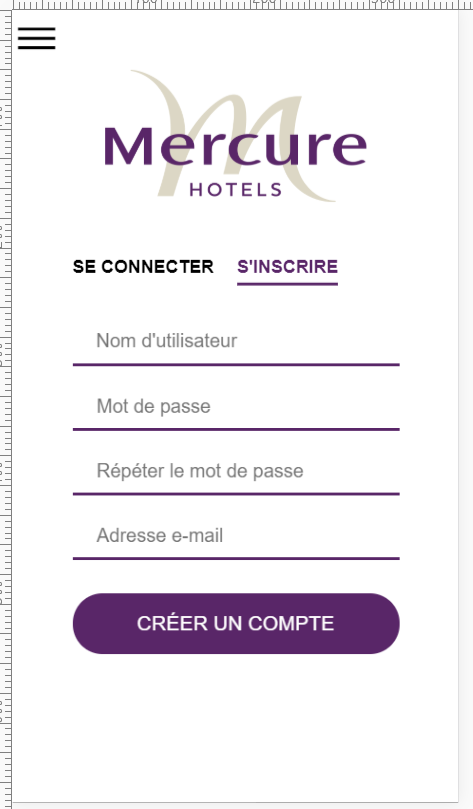 Mercure
HOTELS
SE CONNECTER S'INSCRIRE
Nom d'utilisateur
Mot de passe
Répéter le mot de passe
Adresse e-mail
CRÉER UN COMPTE